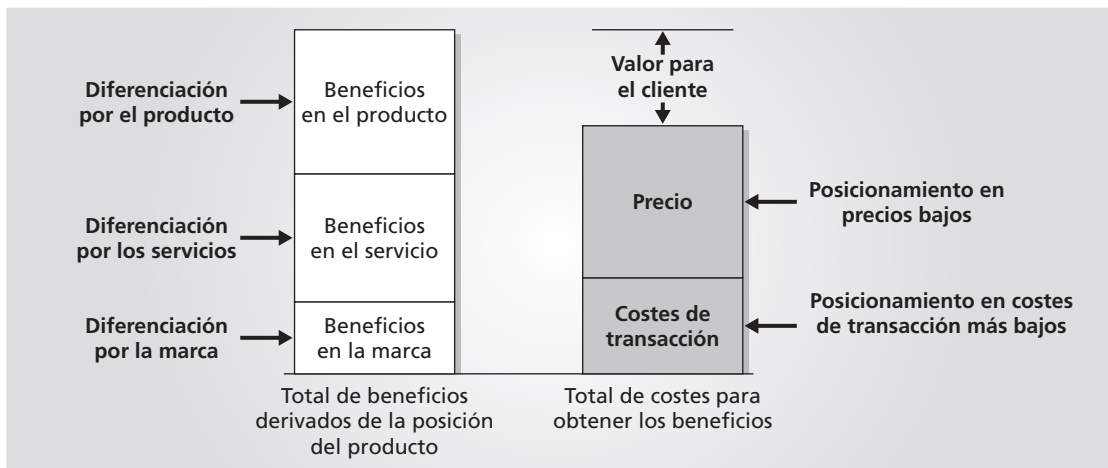 Diferenciación
por el producto
Beneficios
en el producto
Diferenciación
por los servicios
Beneficios
en el servicio
Diferenciación
por la marca
Beneficios
en la marca
Total de beneficios
derivados de la posición
del producto
Valor para
el cliente
Precio
Posicionamiento en
precios bajos
Costes de
transacción
Posicionamiento en costes
de transacción más bajos
Total de costes para
obtener los beneficios